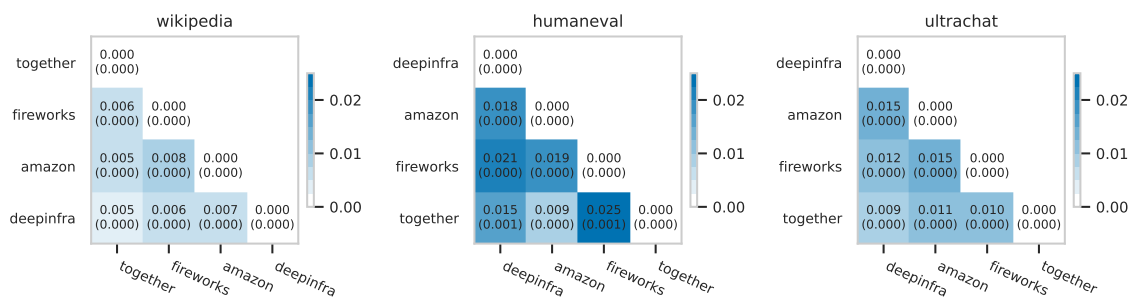 wikipedia
together
fireworks
amazon
deepinfra
0.000
(0.000)
0.006 0.000
(0.000) (0.000)
0.005 0.008 0.000
(0.000) (0.000) (0.000)
0.005 0.006 0.007 0.000
(0.000) (0.000) (0.000) (0.000)
together fireworks amazon deepinfra
0.02
0.01
0.00
humaneval
deepinfra
amazon
fireworks
together
0.000
(0.000)
0.018 0.000
(0.000) (0.000)
0.021 0.019 0.000
(0.000) (0.000) (0.000)
0.015 0.009 0.025 0.000
(0.001) (0.000) (0.001) (0.000)
deepinfra amazon fireworks together
0.02
0.01
0.00
ultrachat
deepinfra
amazon
fireworks
together
0.000
(0.000)
0.015 0.000
(0.000) (0.000)
0.012 0.015 0.000
(0.000) (0.000) (0.000)
0.009 0.011 0.010 0.000
(0.000) (0.000) (0.000) (0.000)
deepinfra amazon fireworks together
0.02
0.01
0.00